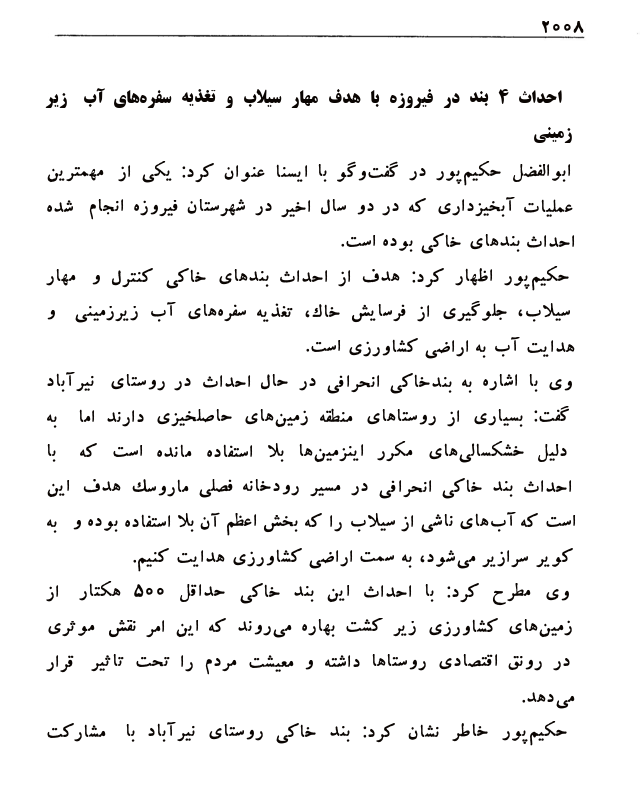 ۲۰۰۸
احداث ۴ بند در فیروزه با هدف مهار سیلاب و تغذیه سفره‌های آب زیر
زمینی
ابوالفضل حکیم‌پور در گفت‌وگو با ایسنا عنوان کرد: یکی از مهمترین
عملیات آبخیزداری که در دو سال اخیر در شهرستان فیروزه انجام شده
احداث بندهای خاکی بوده است.
حکیم‌پور اظهار کرد: هدف از احداث بندهای خاکی کنترل و مهار
سیلاب، جلوگیری از فرسایش خاك، تغذیه سفره‌های آب زیرزمینی و
هدایت آب به اراضی کشاورزی است.
وی با اشاره به بندخاکی انحرافی در حال احداث در روستای نیرآباد
گفت: بسیاری از روستاهای منطقه زمین‌های حاصلخیزی دارند اما به
دلیل خشکسالی‌های مکرر اینزمین‌ها بلا استفاده مانده است که با
احداث بند خاکی انحرافی در مسیر رودخانه فصلی ماروسك هدف این
است که آب‌های ناشی از سیلاب را که بخش اعظم آن بلا استفاده بوده و به
کویر سرازیر می‌شود، به سمت اراضی کشاورزی هدایت کنیم.
وی مطرح کرد: با احداث این بند خاکی حداقل ۵۰۰ هکتار از
زمین‌های کشاورزی زیر کشت بهاره می‌روند که این امر نقش موثری
در رونق اقتصادی روستاها داشته و معیشت مردم را تحت تاثیر قرار
می‌دهد.
حکیم‌پور خاطر نشان کرد: بند خاکی روستای نیرآباد با مشارکت